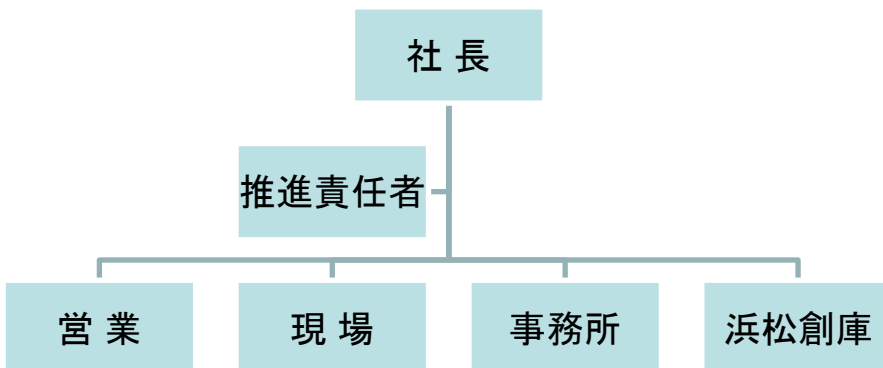 社 長
推進責任者
営 業
現 場
事務所
浜松創庫